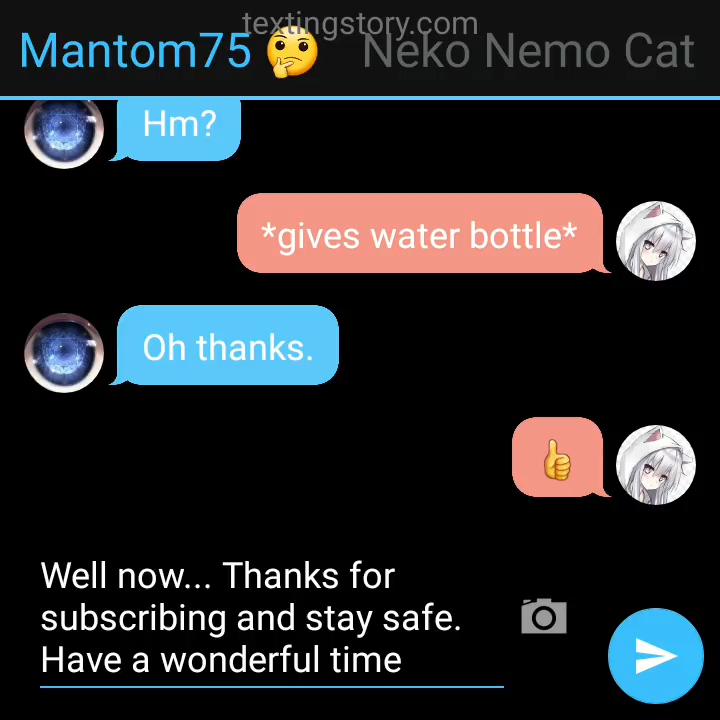 textingstory.com
Mantom75🤔 Neko Nemo Cat
Hm?
*gives water bottle*
Oh thanks.
👍
Well now... Thanks for
subscribing and stay safe.
Have a wonderful time